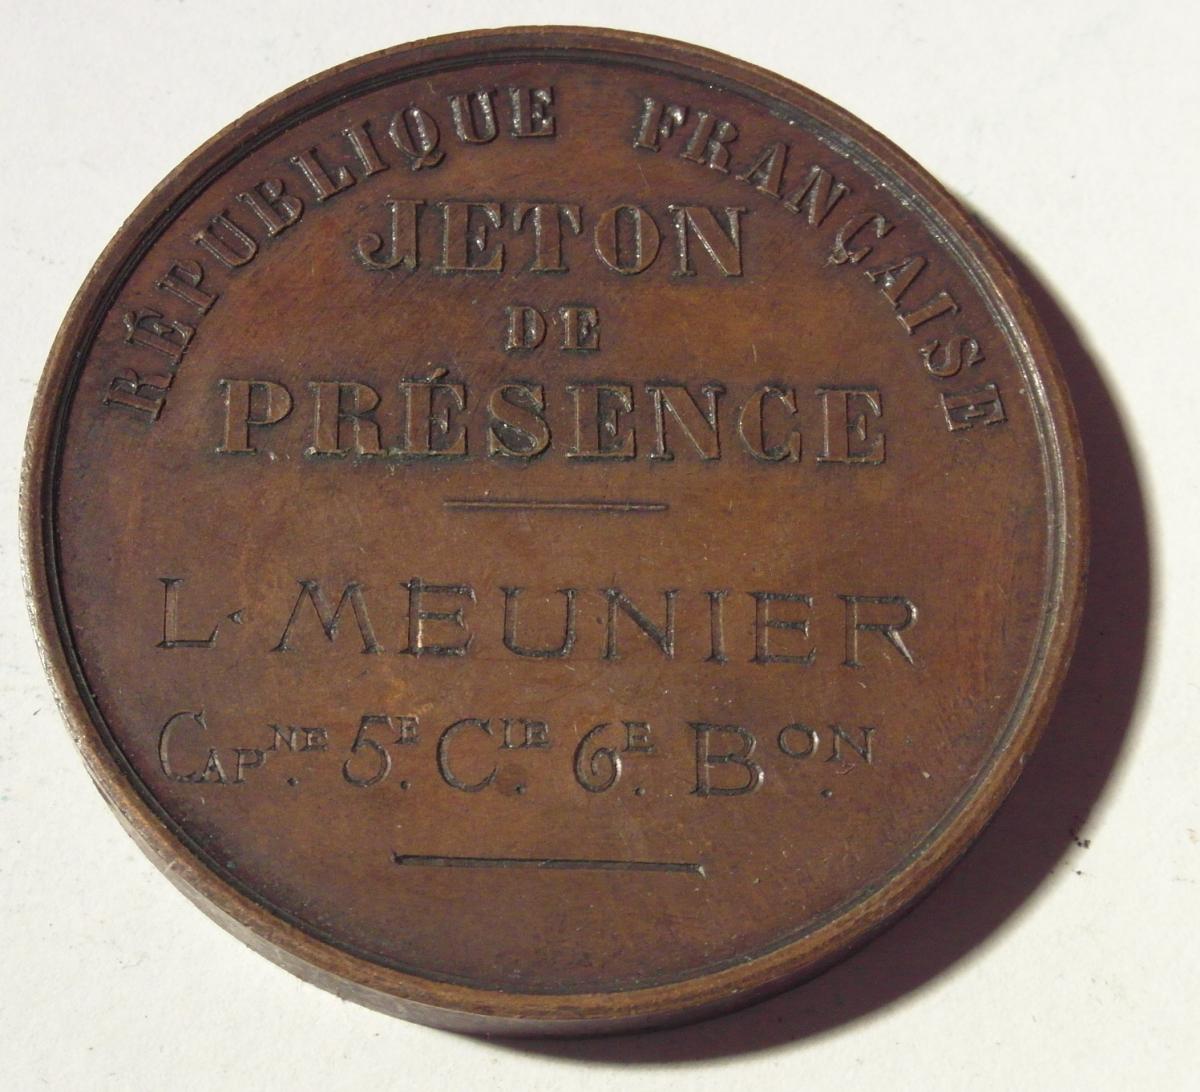 RÉPUBLIQUE FRANÇAISE
JETON
DE
PRÉSENCE
L. MEUNIER
CAPNE. 5E. CIE. 6E. BON.